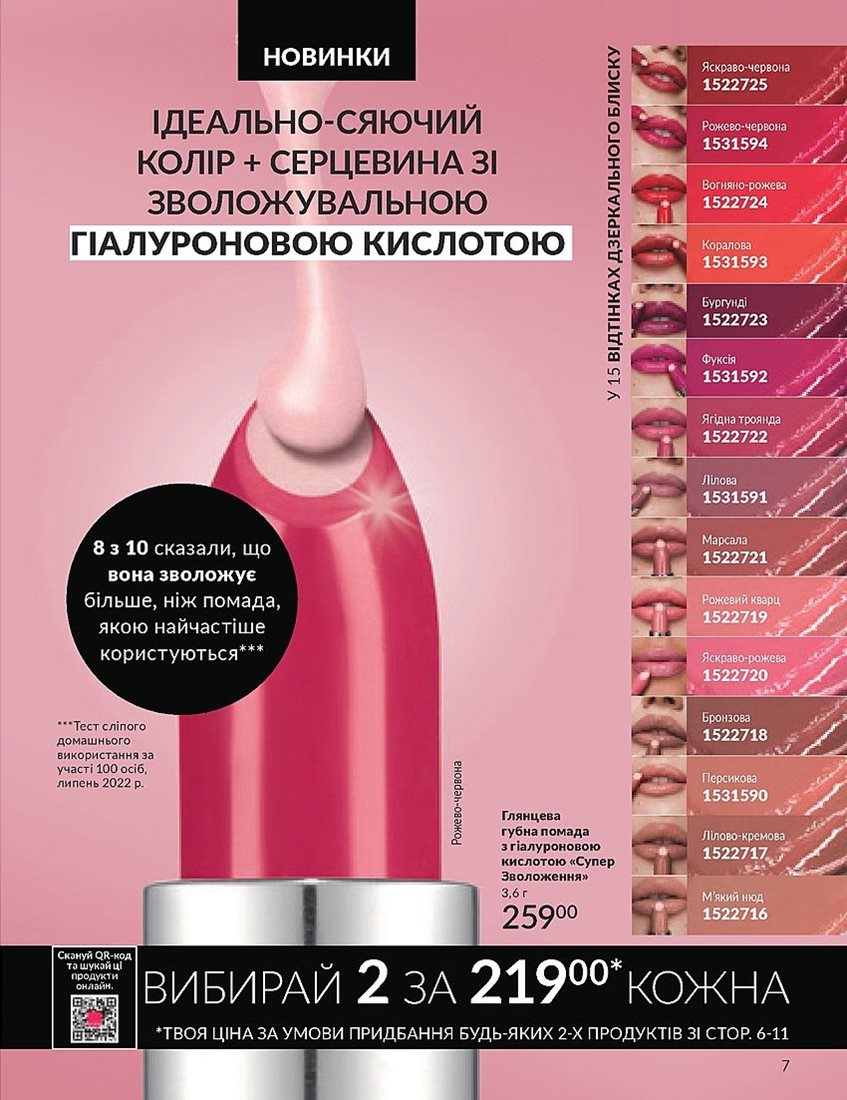 НОВИНКИ
ІДЕАЛЬНО-СЯЮЧИЙ
КОЛІР + СЕРЦЕВИНА ЗІ
ЗВОЛОЖУВАЛЬНОЮ
ГІАЛУРОНОВОЮ КИСЛОТОЮ
У 15 ВІДТІНКАХ ДЗЕРКАЛЬНОГО БЛИСКУ
Яскраво-червона
1522725
Рожево-червона
1531594
Вогняно-рожева
1522724
Коралова
1531593
Бургунді
1522723
Фуксія
1531592
Ягідна троянда
1522722
Лілова
1531591
Марсала
1522721
Рожевий кварц
1522719
Яскраво-рожева
1522720
Бронзова
1522718
Персикова
1531590
Лілово-кремова
1522717
М'який нюд
1522716
8 з 10 сказали, що
вона зволожує
більше, ніж помада,
якою найчастіше
користуються***
***Тест сліпого
домашнього
використання за
участі 100 осіб,
липень 2022 р.
Рожево-червона
Глянцева
губна помада
з гіалуроновою
кислотою «Супер
Зволоження»
3,6 г
25900
Скануй QR-код
та шукай ці
продукти
онлайн.
ВИБИРАЙ 2 ЗА 21900* КОЖНА
*ТВОЯ ЦІНА ЗА УМОВИ ПРИДБАННЯ БУДЬ-ЯКИХ 2-Х ПРОДУКТІВ ЗІ СТОР. 6-11
7